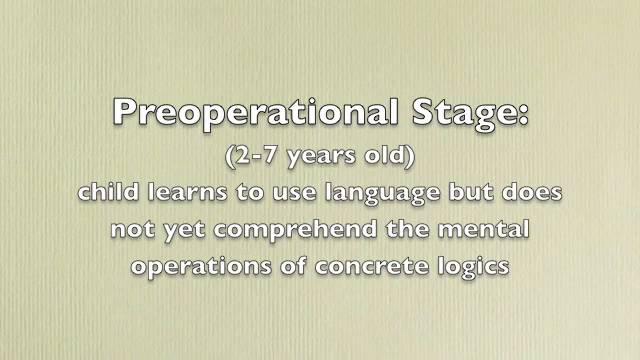 Preoperational Stage:
(2-7 years old)
child learns to use language but does
not yet comprehend the mental
operations of concrete logics